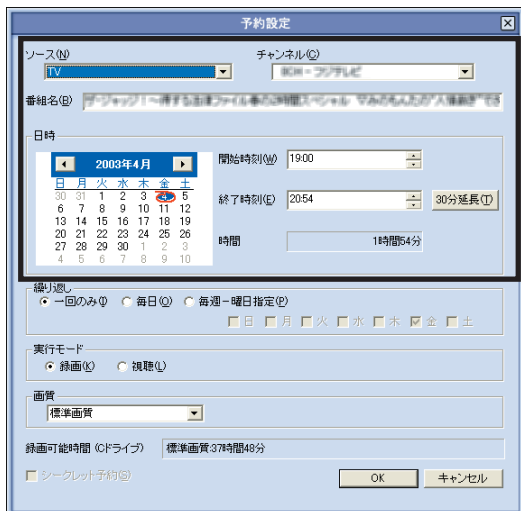 予約設定
ソース(N) チャンネル(C)
TV
番組名(B)
日時
2003年4月
日 月 火 水 木 金 土
30 31 1 2 3 4 5
6 7 8 9 10 11 12
13 14 15 16 17 18 19
20 21 22 23 24 25 26
27 28 29 30 1 2 3
4 5 6 7 8 9 10
開始時刻(W) 19:00
終了時刻(E) 20:54 30分延長(T)
時間 1時間54分
繰り返し
一回のみ(I) 毎日(O) 毎週-曜日指定(P)
日 月 火 水 木 金 土
実行モード
録画(K) 視聴(L)
画質
標準画質
録画可能時間 (Cドライブ) 標準画質:37時間48分
シークレット予約(S)
OK キャンセル